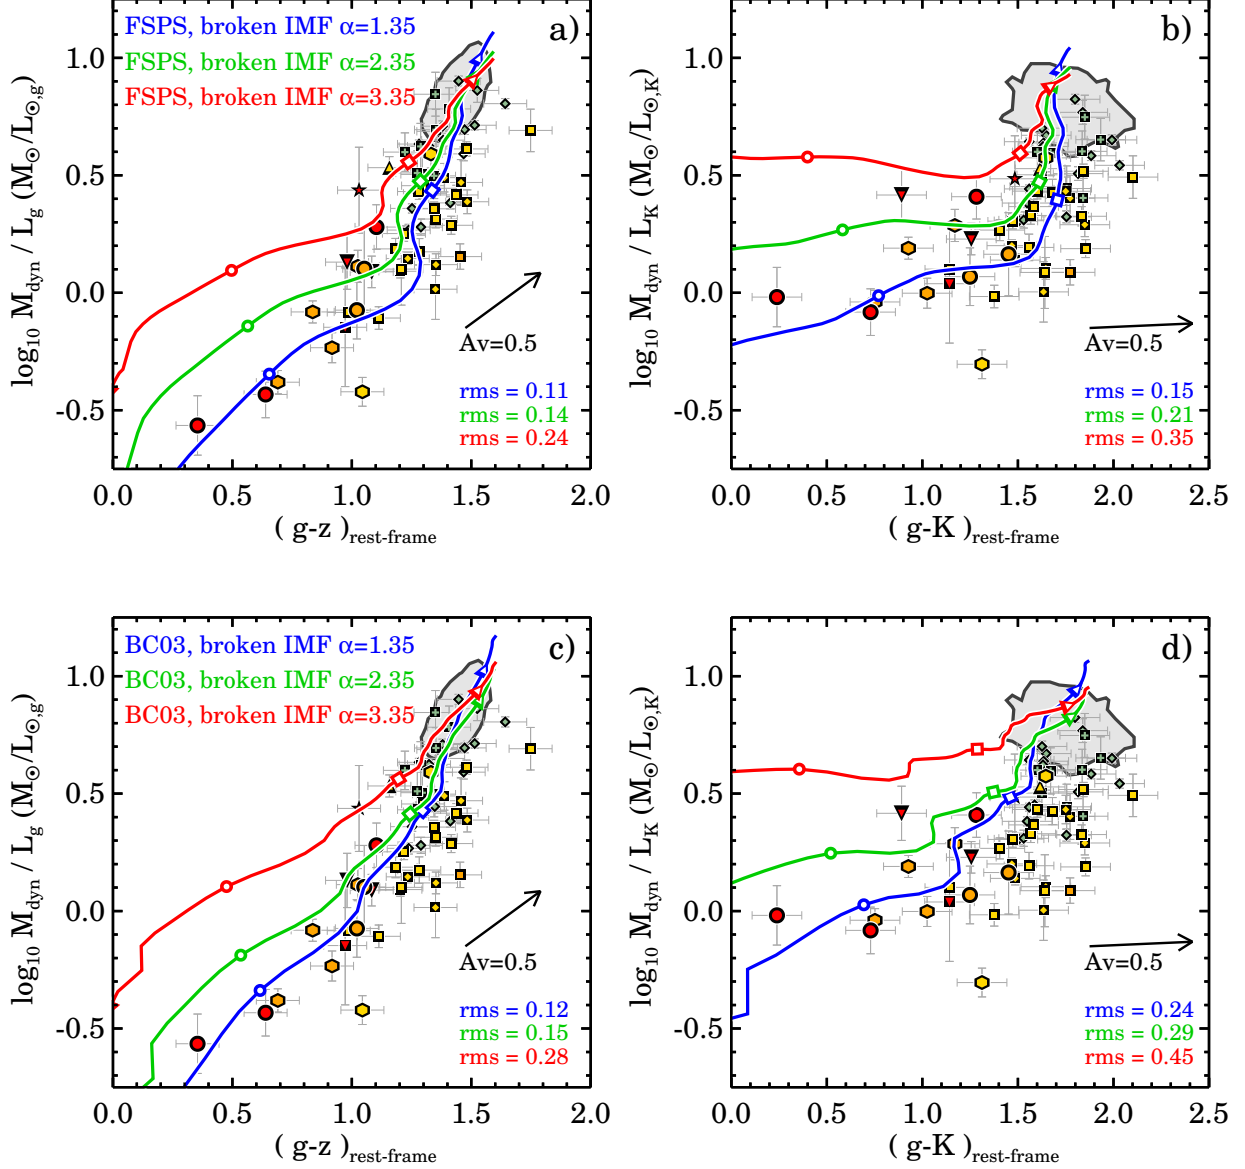 a)
FSPS, broken IMF α=1.35
FSPS, broken IMF α=2.35
FSPS, broken IMF α=3.35
log10 Mdyn / Lg (M⊙/L⊙,g)
1.0
0.5
0.0
-0.5
Av=0.5
rms = 0.11
rms = 0.14
rms = 0.24
0.0 0.5 1.0 1.5 2.0
( g-z )rest-frame
b)
log10 Mdyn / LK (M⊙/L⊙,K)
1.0
0.5
0.0
-0.5
Av=0.5
rms = 0.15
rms = 0.21
rms = 0.35
0.0 0.5 1.0 1.5 2.0 2.5
( g-K )rest-frame
c)
BC03, broken IMF α=1.35
BC03, broken IMF α=2.35
BC03, broken IMF α=3.35
log10 Mdyn / Lg (M⊙/L⊙,g)
1.0
0.5
0.0
-0.5
Av=0.5
rms = 0.12
rms = 0.15
rms = 0.28
0.0 0.5 1.0 1.5 2.0
( g-z )rest-frame
d)
log10 Mdyn / LK (M⊙/L⊙,K)
1.0
0.5
0.0
-0.5
Av=0.5
rms = 0.24
rms = 0.29
rms = 0.45
0.0 0.5 1.0 1.5 2.0 2.5
( g-K )rest-frame